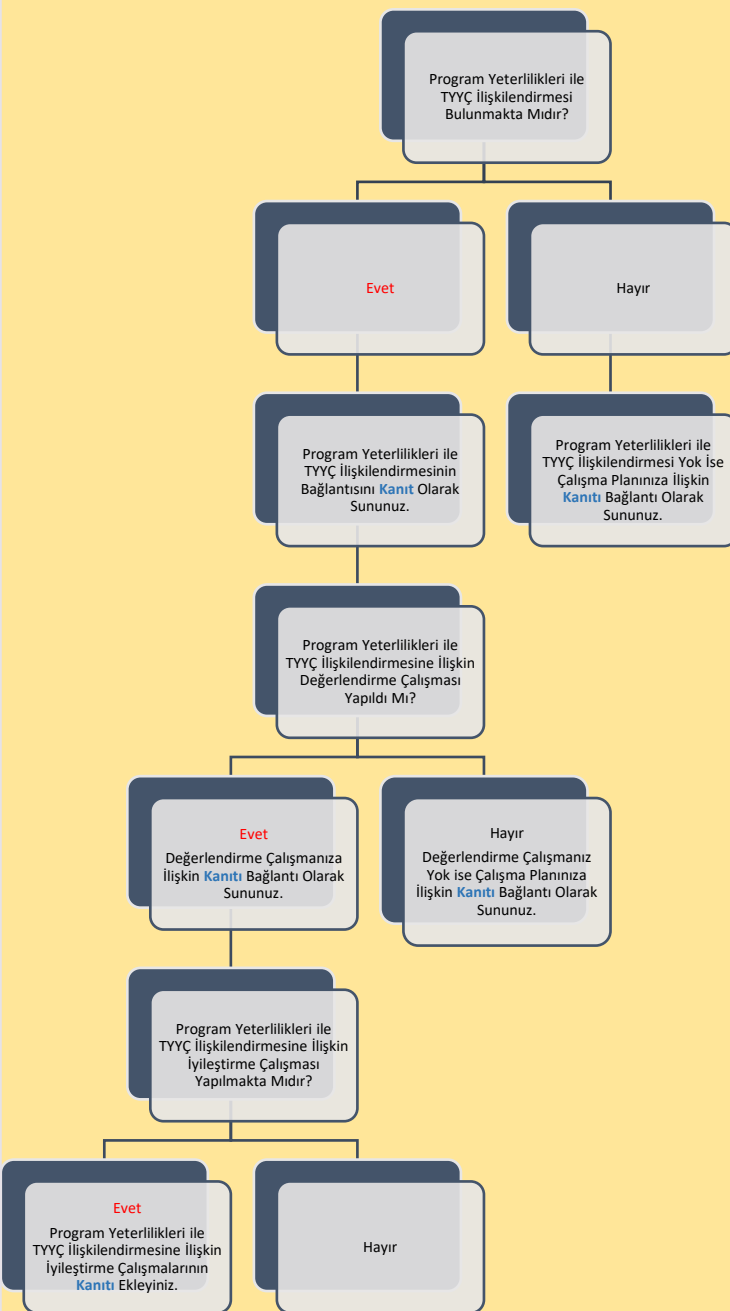 Program Yeterlilikleri ile
TYYÇ İlişkilendirmesi
Bulunmakta Mıdır?
Evet
Hayır
Program Yeterlilikleri ile
TYYÇ İlişkilendirmesinin
Bağlantısını Kanıt Olarak
Sununuz.
Program Yeterlilikleri ile
TYYÇ İlişkilendirmesi Yok İse
Çalışma Planınıza İlişkin
Kanıtı Bağlantı Olarak
Sununuz.
Program Yeterlilikleri ile
TYYÇ İlişkilendirmesine İlişkin
Değerlendirme Çalışması
Yapıldı Mı?
Evet
Değerlendirme Çalışmanıza
İlişkin Kanıtı Bağlantı Olarak
Sununuz.
Hayır
Değerlendirme Çalışmanız
Yok ise Çalışma Planınıza
İlişkin Kanıtı Bağlantı Olarak
Sununuz.
Program Yeterlilikleri ile
TYYÇ İlişkilendirmesine İlişkin
İyileştirme Çalışması
Yapılmakta Mıdır?
Evet
Program Yeterlilikleri ile
TYYÇ İlişkilendirmesine İlişkin
İyileştirme Çalışmalarının
Kanıtı Ekleyiniz.
Hayır